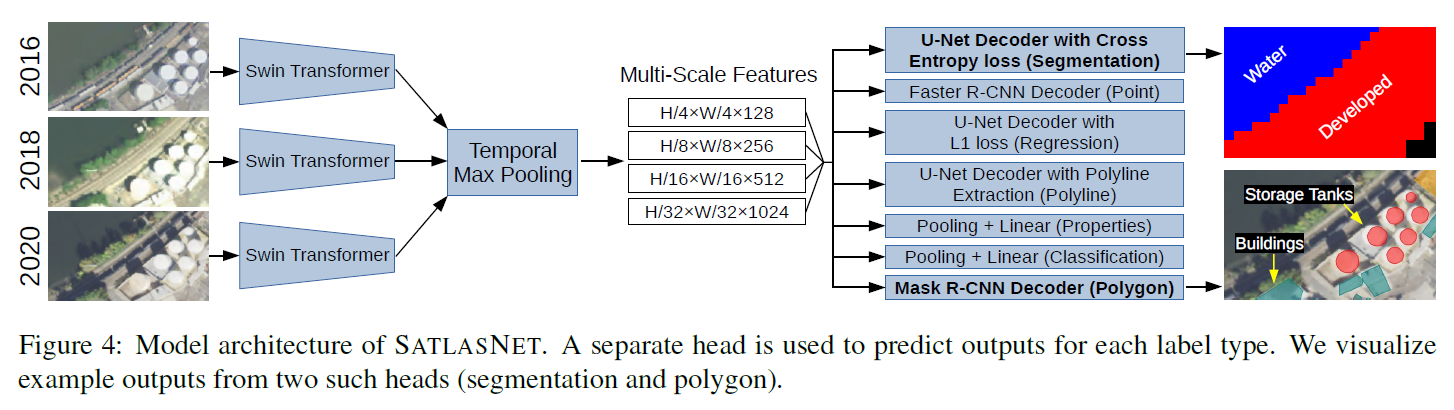 2016
2018
2020
Swin Transformer
Swin Transformer
Swin Transformer
Temporal
Max Pooling
Multi-Scale Features
H/4×W/4×128
H/8×W/8×256
H/16×W/16×512
H/32×W/32×1024
U-Net Decoder with Cross
Entropy loss (Segmentation)
Faster R-CNN Decoder (Point)
U-Net Decoder with
L1 loss (Regression)
U-Net Decoder with Polyline
Extraction (Polyline)
Pooling + Linear (Properties)
Pooling + Linear (Classification)
Mask R-CNN Decoder (Polygon)
Water
Developed
Storage Tanks
Buildings
Figure 4: Model architecture of SATLASNET. A separate head is used to predict outputs for each label type. We visualize
example outputs from two such heads (segmentation and polygon).